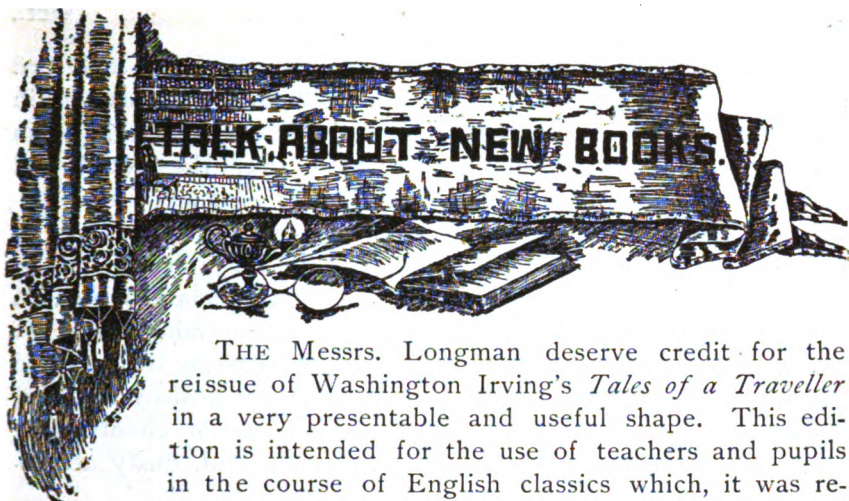 TALK ABOUT NEW BOOKS.
THE Messrs. Longman deserve credit for the
reissue of Washington Irving's Tales of a Traveller
in a very presentable and useful shape. This edi-
tion is intended for the use of teachers and pupils
in the course of English classics which, it was re-